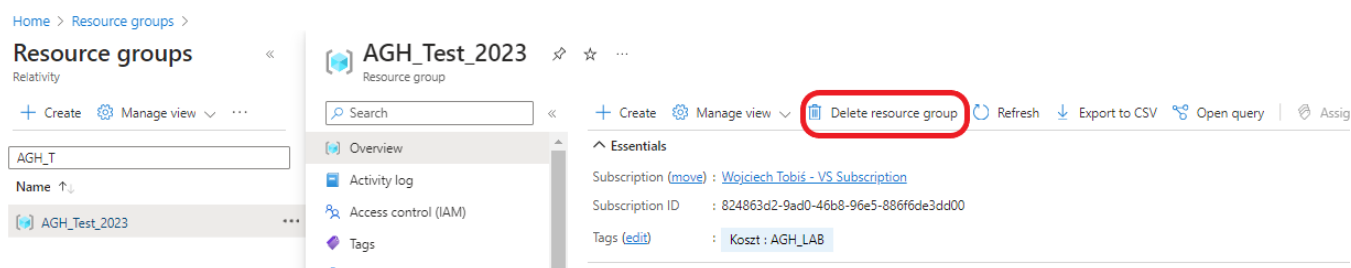 Home > Resource groups >
Resource groups «
Relativity
+ Create Manage view ···
AGH_T
Name ↑↓
AGH_Test_2023 ···
AGH_Test_2023 ···
Resource group
Search «
Overview
Activity log
Access control (IAM)
Tags
+ Create Manage view Delete resource group Refresh Export to CSV Open query Assig
Essentials
Subscription (move) : Wojciech Tobiś - VS Subscription
Subscription ID : 824863d2-9ad0-46b8-96e5-886f6de3dd00
Tags (edit) : Koszt : AGH_LAB